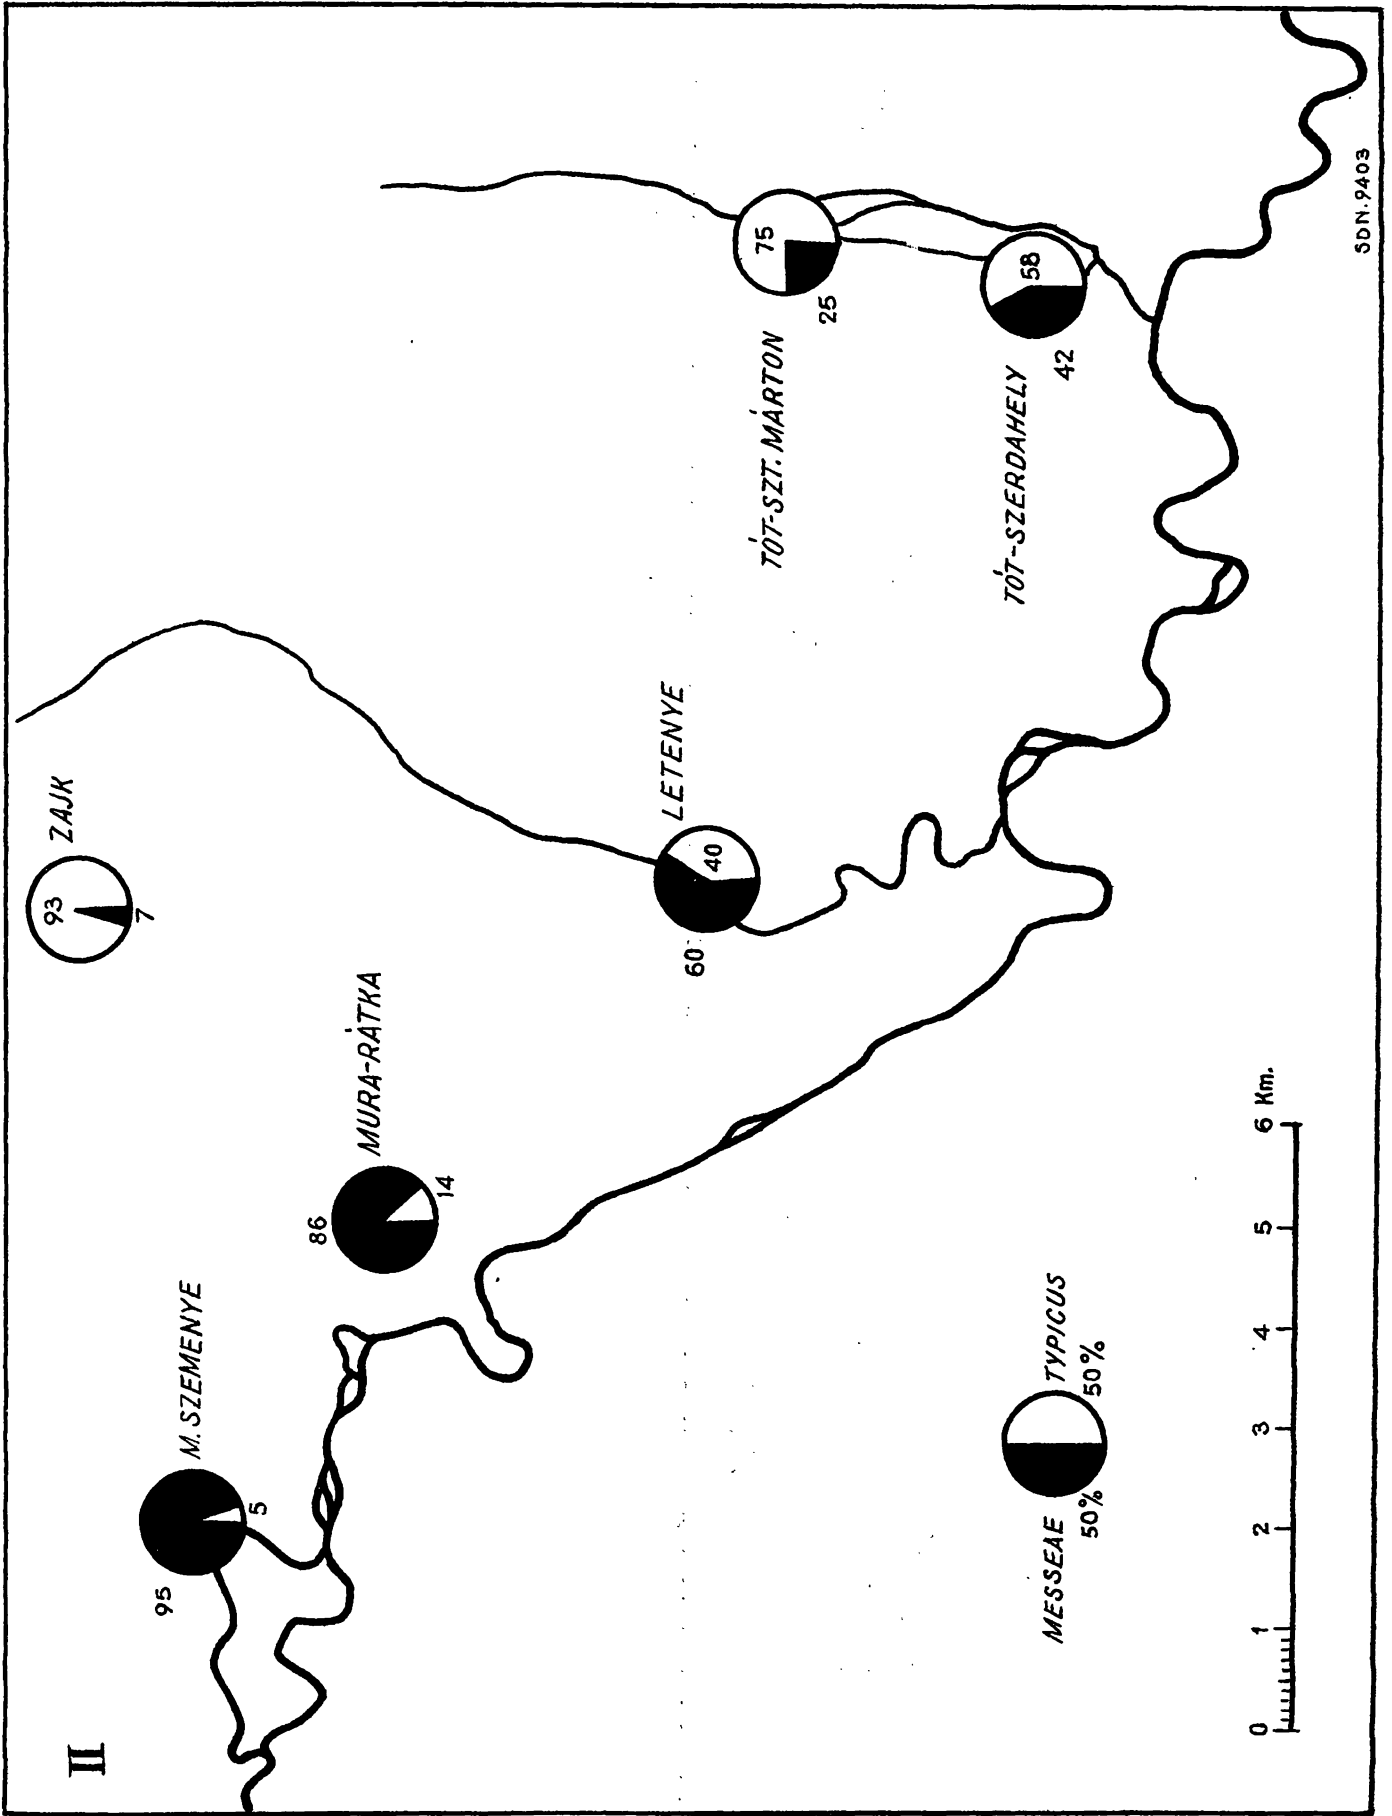 II
ZAJK
93
7
M. SZEMENYE
95
5
MURA-RÁTKA
86
14
LETENYE
40
60
TÓT-SZT. MÁRTON
75
25
TÓT-SZERDAHELY
58
42
MESSEAE TYPICUS
50% 50%
0 1 2 3 4 5 6 Km.
SDN. 9403